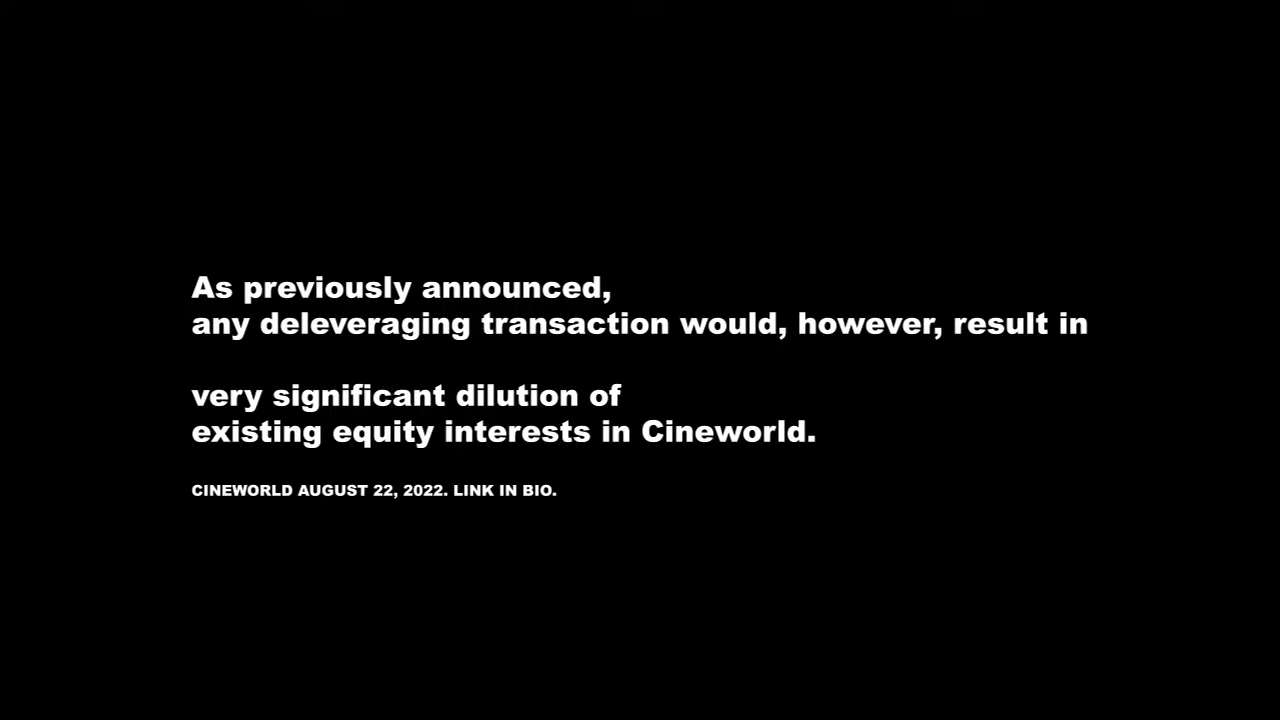 As previously announced,
any deleveraging transaction would, however, result in
very significant dilution of
existing equity interests in Cineworld.
CINEWORLD AUGUST 22, 2022. LINK IN BIO.